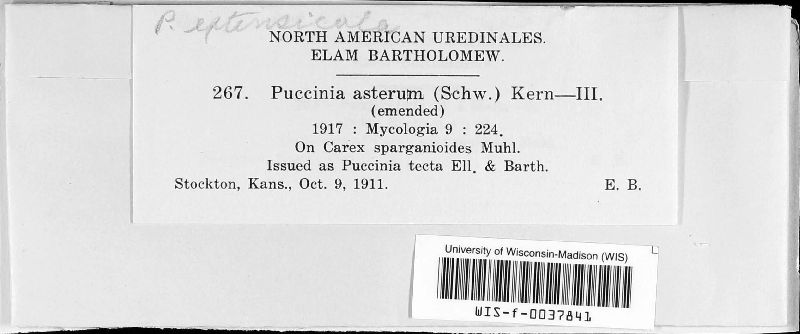 P. extensicola
NORTH AMERICAN UREDINALES.
ELAM BARTHOLOMEW.
267. Puccinia asterum (Schw.) Kern—III.
(emended)
1917 : Mycologia 9 : 224.
On Carex sparganioides Muhl.
Issued as Puccinia tecta Ell. & Barth.
Stockton, Kans., Oct. 9, 1911. E. B.
University of Wisconsin-Madison (WIS)
WIS-f-0037841